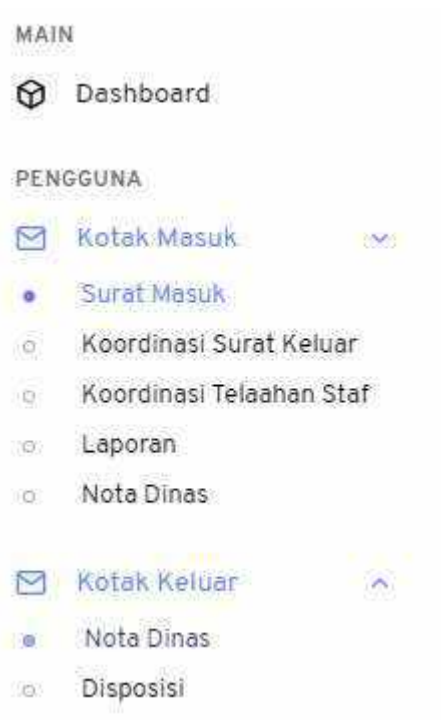 MAIN
Dashboard
PENGGUNA
Kotak Masuk
Surat Masuk
Koordinasi Surat Keluar
Koordinasi Telaahan Staf
Laporan
Nota Dinas
Kotak Keluar
Nota Dinas
Disposisi